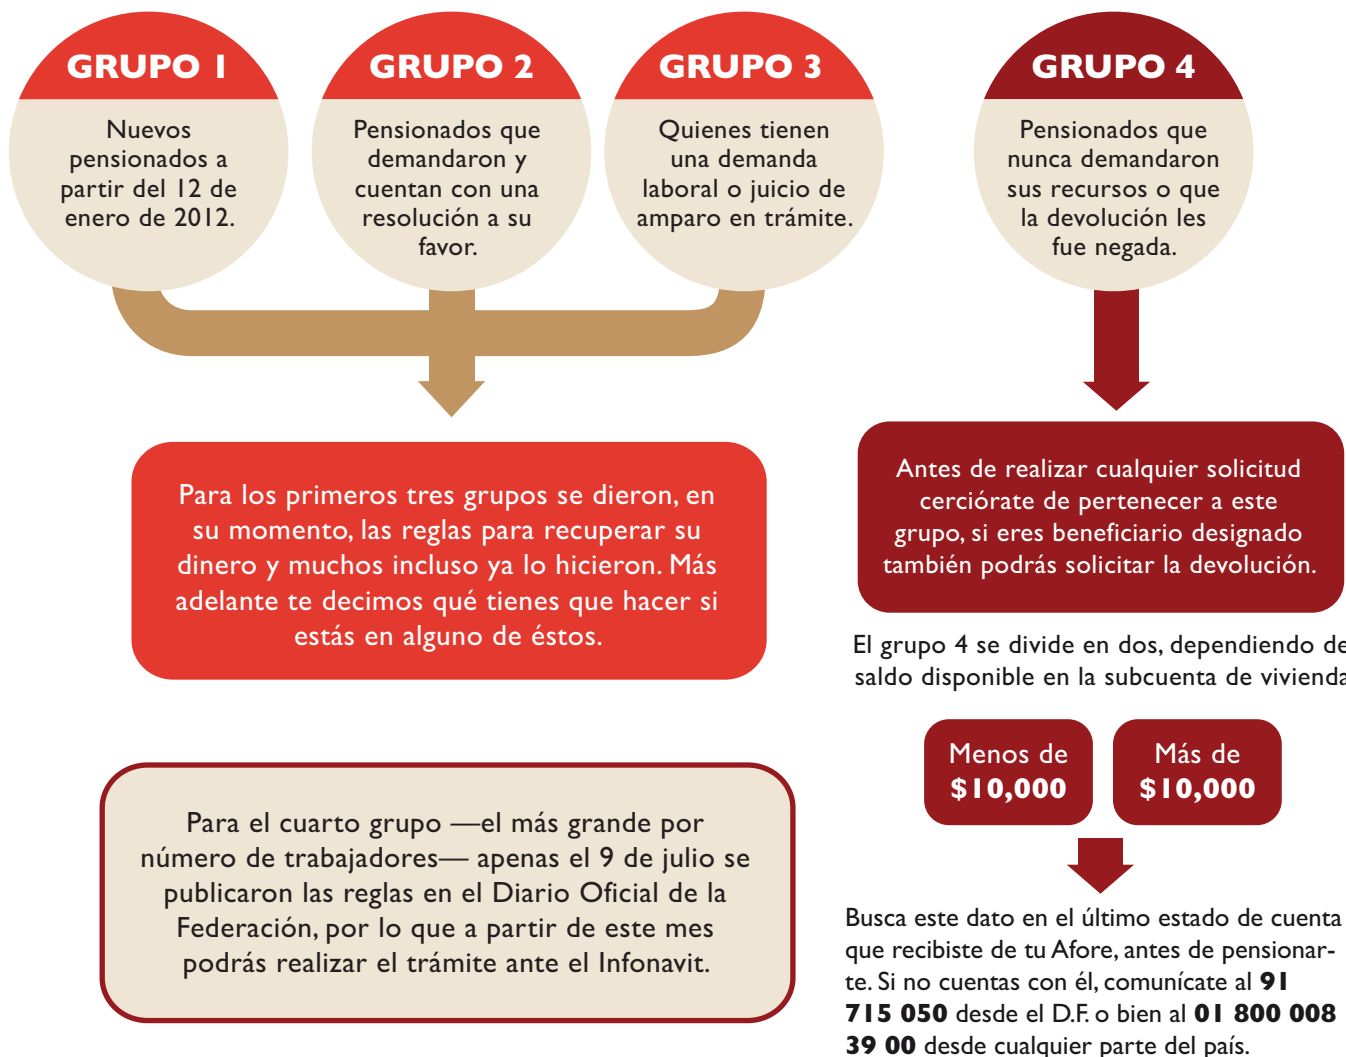 GRUPO 1
Nuevos
pensionados a
partir del 12 de
enero de 2012.
GRUPO 2
Pensionados que
demandaron y
cuentan con una
resolución a su
favor.
GRUPO 3
Quienes tienen
una demanda
laboral o juicio de
amparo en trámite.
GRUPO 4
Pensionados que
nunca demandaron
sus recursos o que
la devolución les
fue negada.
Para los primeros tres grupos se dieron, en
su momento, las reglas para recuperar su
dinero y muchos incluso ya lo hicieron. Más
adelante te decimos qué tienes que hacer si
estás en alguno de éstos.
Para el cuarto grupo —el más grande por
número de trabajadores— apenas el 9 de julio se
publicaron las reglas en el Diario Oficial de la
Federación, por lo que a partir de este mes
podrás realizar el trámite ante el Infonavit.
Antes de realizar cualquier solicitud
cerciórate de pertenecer a este
grupo, si eres beneficiario designado
también podrás solicitar la devolución.
El grupo 4 se divide en dos, dependiendo de
saldo disponible en la subcuenta de vivienda
Menos de
$10,000
Más de
$10,000
Busca este dato en el último estado de cuenta
que recibiste de tu Afore, antes de pensionar-
te. Si no cuentas con él, comunícate al 91
715 050 desde el D.F. o bien al 01 800 008
39 00 desde cualquier parte del país.